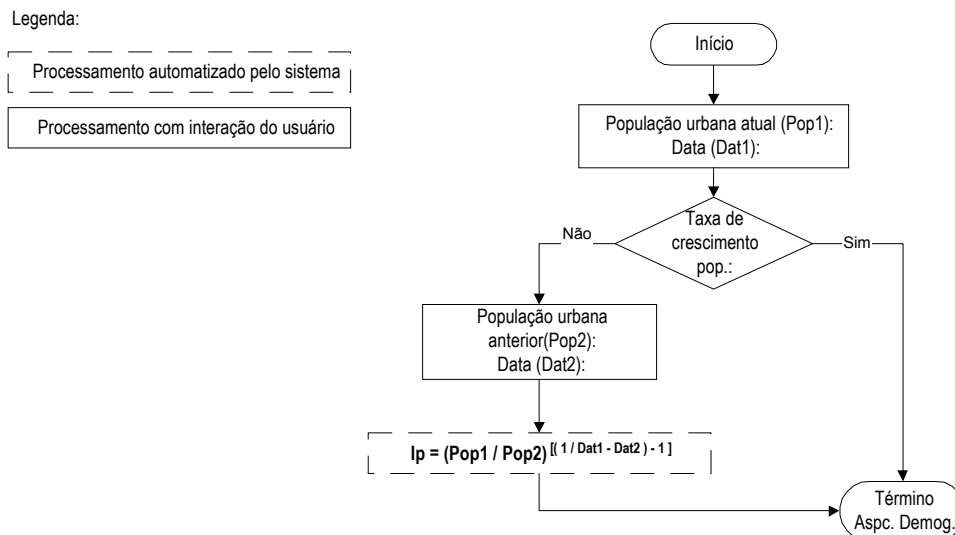 Legenda:
Processamento automatizado pelo sistema
Processamento com interação do usuário
Início
População urbana atual (Pop1):
Data (Dat1):
Taxa de
crescimento
pop.:
Não
Sim
População urbana
anterior(Pop2):
Data (Dat2):
Ip = (Pop1 / Pop2) [( 1 / Dat1 - Dat2 ) - 1 ]
Término
Aspc. Demog.